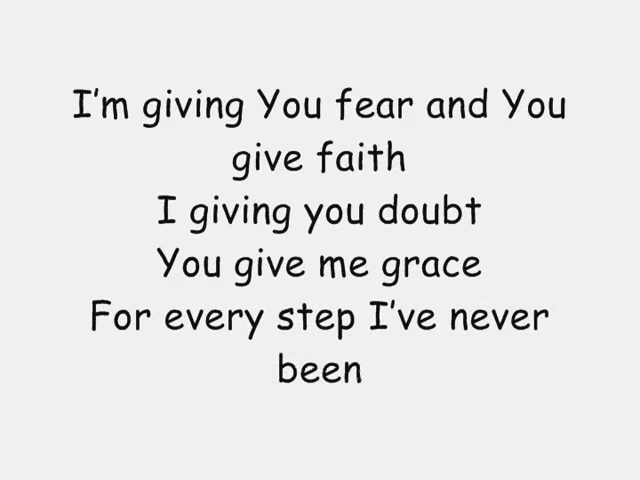 I'm giving You fear and You
give faith
I giving you doubt
You give me grace
For every step I've never
been